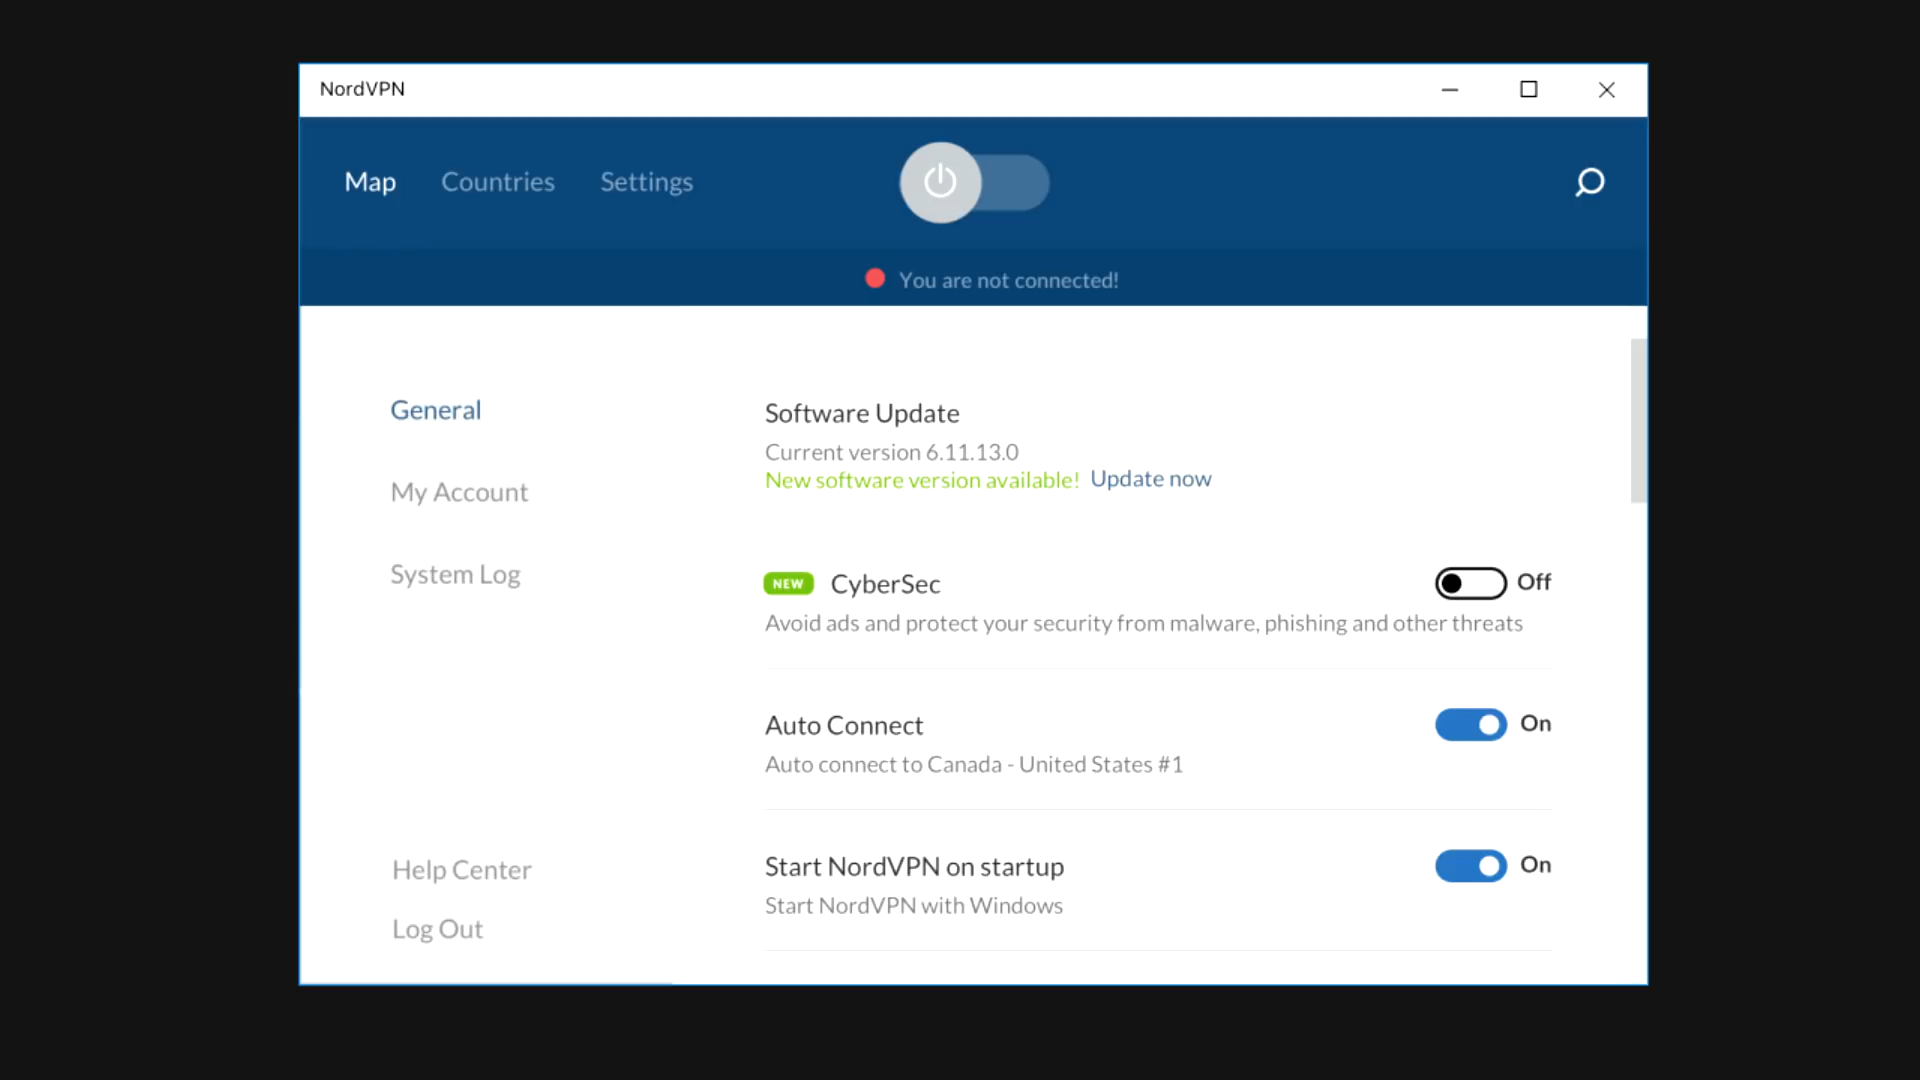 NordVPN
Map Countries Settings
You are not connected!
General
My Account
System Log
Help Center
Log Out
Software Update
Current version 6.11.13.0
New software version available! Update now
NEW CyberSec Off
Avoid ads and protect your security from malware, phishing and other threats
Auto Connect On
Auto connect to Canada - United States #1
Start NordVPN on startup On
Start NordVPN with Windows